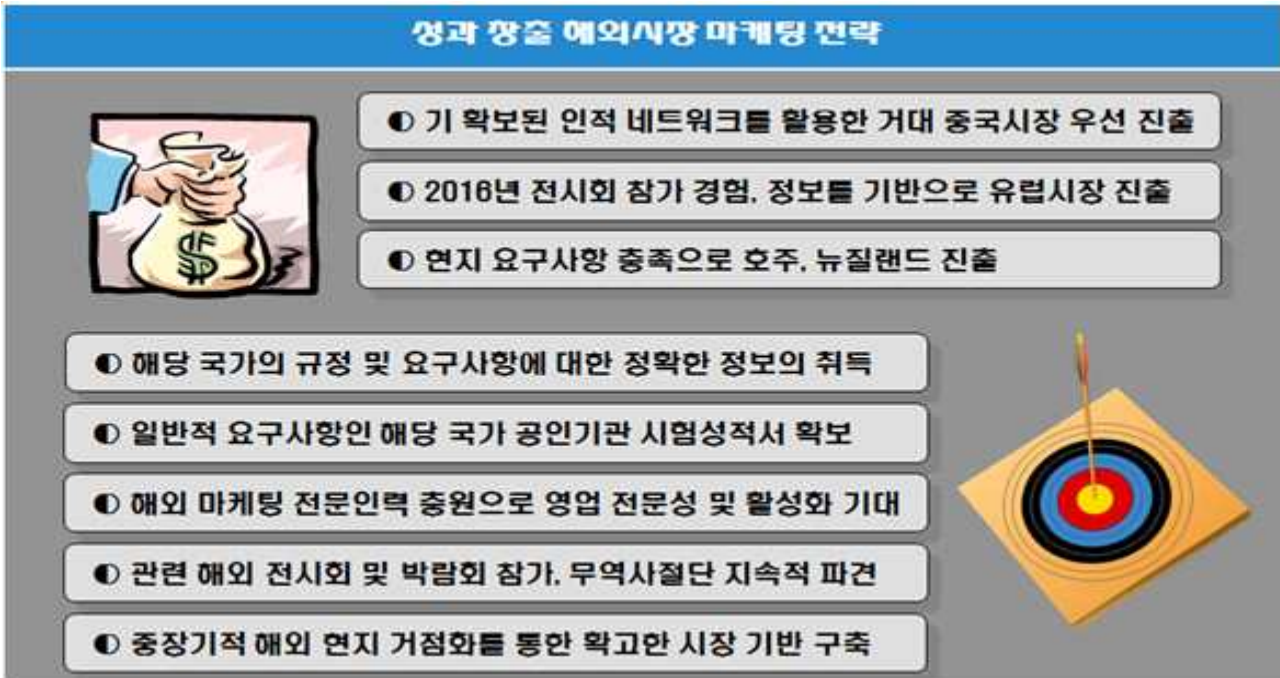 성과 창출 해외시장 마케팅 전략
◐ 기 확보된 인적 네트워크를 활용한 거대 중국시장 우선 진출
◐ 2016년 전시회 참가 경험, 정보를 기반으로 유럽시장 진출
◐ 현지 요구사항 충족으로 호주, 뉴질랜드 진출
$
◐ 해당 국가의 규정 및 요구사항에 대한 정확한 정보의 취득
◐ 일반적 요구사항인 해당 국가 공인기관 시험성적서 확보
◐ 해외 마케팅 전문인력 충원으로 영업 전문성 및 활성화 기대
◐ 관련 해외 전시회 및 박람회 참가, 무역사절단 지속적 파견
◐ 중장기적 해외 현지 거점화를 통한 확고한 시장 기반 구축